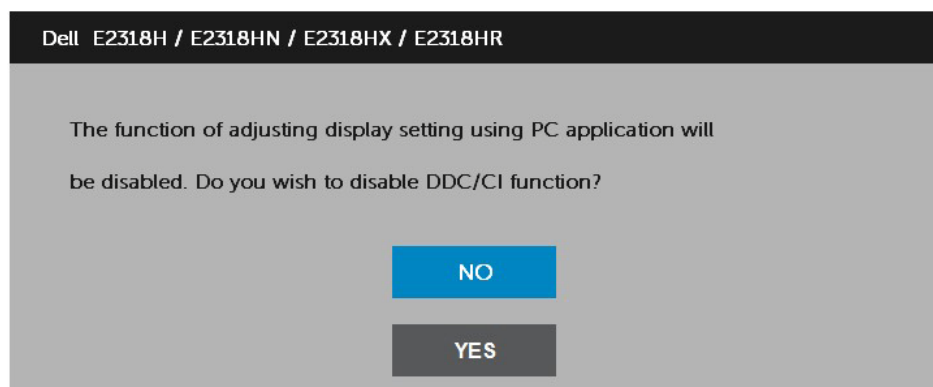 Dell E2318H / E2318HN / E2318HX / E2318HR
The function of adjusting display setting using PC application will
be disabled. Do you wish to disable DDC/CI function?
NO
YES